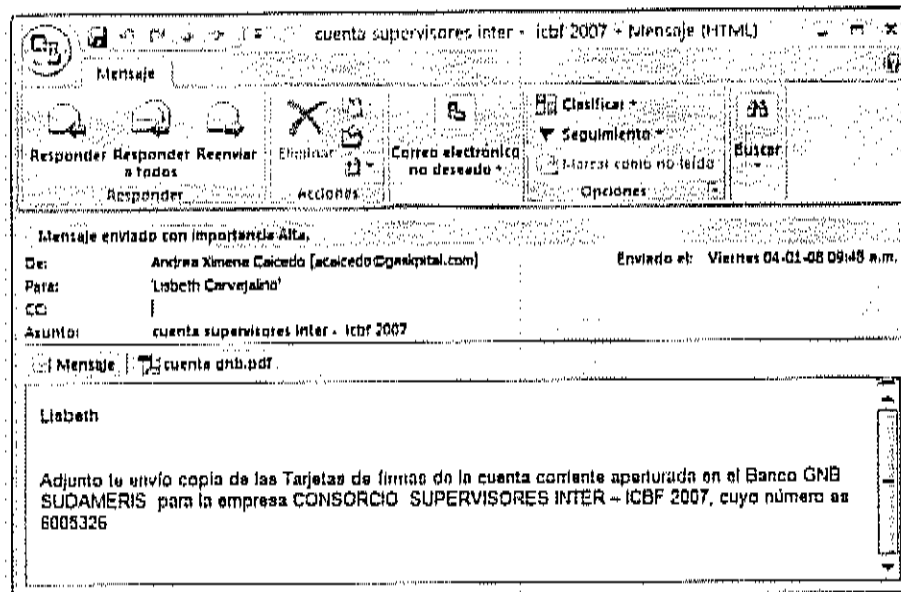 cuenta supervisores inter - icbf 2007 - Mensaje (HTML)
Mensaje
Responder Responder a todos Reenviar
Eliminar
Correo electrónico no deseado
Clasificar
Seguimiento
Marcar como no leído
Buscar
Responder
Acciones
Opciones
Mensaje enviado con importancia Alta.
De: Andrea Ximena Caicedo [acaicedo@gaskpital.com] Enviado el: Viernes 04-01-08 09:48 a.m.
Para: 'Lisbeth Carvajalino'
CC:
Asunto: cuenta supervisores inter - icbf 2007
Mensaje cuenta gnb.pdf
Lisbeth
Adjunto te envío copia de las Tarjetas de firmas de la cuenta corriente aperturada en el Banco GNB
SUDAMERIS para la empresa CONSORCIO SUPERVISORES INTER – ICBF 2007, cuyo número es
6005326